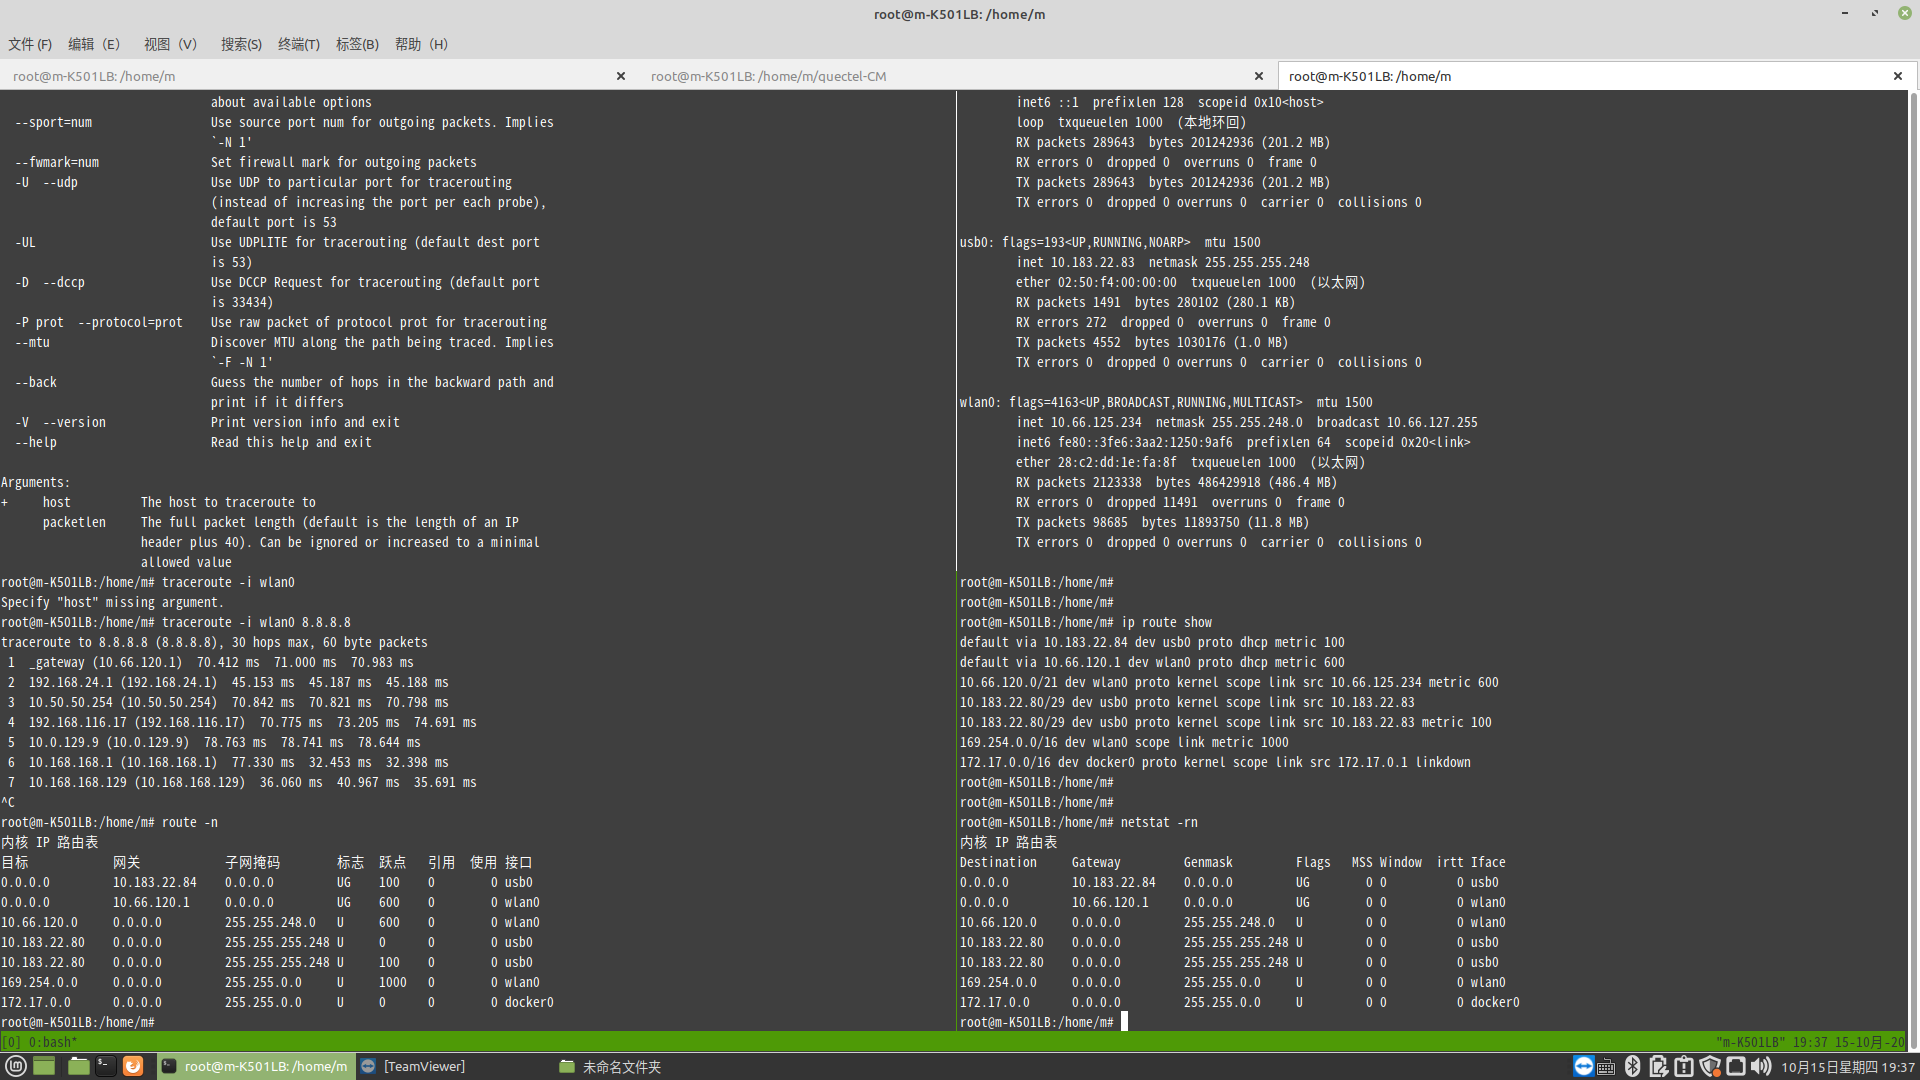 root@m-K501LB: /home/m
文件 (F) 编辑（E） 视图（V） 搜索(S) 终端(T) 标签(B) 帮助（H）
root@m-K501LB: /home/m
root@m-K501LB: /home/m/quectel-CM
root@m-K501LB: /home/m
about available options
--sport=num Use source port num for outgoing packets. Implies
`-N 1'
--fwmark=num Set firewall mark for outgoing packets
-U --udp Use UDP to particular port for tracerouting
(instead of increasing the port per each probe),
default port is 53
-UL Use UDPLITE for tracerouting (default dest port
is 53)
-D --dccp Use DCCP Request for tracerouting (default port
is 33434)
-P prot --protocol=prot Use raw packet of protocol prot for tracerouting
--mtu Discover MTU along the path being traced. Implies
`-F -N 1'
--back Guess the number of hops in the backward path and
print if it differs
-V --version Print version info and exit
--help Read this help and exit
Arguments:
+ host The host to traceroute to
packetlen The full packet length (default is the length of an IP
header plus 40). Can be ignored or increased to a minimal
allowed value
root@m-K501LB:/home/m# traceroute -i wlan0
Specify "host" missing argument.
root@m-K501LB:/home/m# traceroute -i wlan0 8.8.8.8
traceroute to 8.8.8.8 (8.8.8.8), 30 hops max, 60 byte packets
1 _gateway (10.66.120.1) 70.412 ms 71.000 ms 70.983 ms
2 192.168.24.1 (192.168.24.1) 45.153 ms 45.187 ms 45.188 ms
3 10.50.50.254 (10.50.50.254) 70.842 ms 70.821 ms 70.798 ms
4 192.168.116.17 (192.168.116.17) 70.775 ms 73.205 ms 74.691 ms
5 10.0.129.9 (10.0.129.9) 78.763 ms 78.741 ms 78.644 ms
6 10.168.168.1 (10.168.168.1) 77.330 ms 32.453 ms 32.398 ms
7 10.168.168.129 (10.168.168.129) 36.060 ms 40.967 ms 35.691 ms
^C
root@m-K501LB:/home/m# route -n
内核 IP 路由表
目标 网关 子网掩码 标志 跃点 引用 使用 接口
0.0.0.0 10.183.22.84 0.0.0.0 UG 100 0 0 usb0
0.0.0.0 10.66.120.1 0.0.0.0 UG 600 0 0 wlan0
10.66.120.0 0.0.0.0 255.255.248.0 U 600 0 0 wlan0
10.183.22.80 0.0.0.0 255.255.255.248 U 0 0 0 usb0
10.183.22.80 0.0.0.0 255.255.255.248 U 100 0 0 usb0
169.254.0.0 0.0.0.0 255.255.0.0 U 1000 0 0 wlan0
172.17.0.0 0.0.0.0 255.255.0.0 U 0 0 0 docker0
root@m-K501LB:/home/m#
inet6 ::1 prefixlen 128 scopeid 0x10<host>
loop txqueuelen 1000 (本地环回)
RX packets 289643 bytes 201242936 (201.2 MB)
RX errors 0 dropped 0 overruns 0 frame 0
TX packets 289643 bytes 201242936 (201.2 MB)
TX errors 0 dropped 0 overruns 0 carrier 0 collisions 0
usb0: flags=193<UP,RUNNING,NOARP> mtu 1500
inet 10.183.22.83 netmask 255.255.255.248
ether 02:50:f4:00:00:00 txqueuelen 1000 (以太网)
RX packets 1491 bytes 280102 (280.1 KB)
RX errors 272 dropped 0 overruns 0 frame 0
TX packets 4552 bytes 1030176 (1.0 MB)
TX errors 0 dropped 0 overruns 0 carrier 0 collisions 0
wlan0: flags=4163<UP,BROADCAST,RUNNING,MULTICAST> mtu 1500
inet 10.66.125.234 netmask 255.255.248.0 broadcast 10.66.127.255
inet6 fe80::3fe6:3aa2:1250:9af6 prefixlen 64 scopeid 0x20<link>
ether 28:c2:dd:1e:fa:8f txqueuelen 1000 (以太网)
RX packets 2123338 bytes 486429918 (486.4 MB)
RX errors 0 dropped 11491 overruns 0 frame 0
TX packets 98685 bytes 11893750 (11.8 MB)
TX errors 0 dropped 0 overruns 0 carrier 0 collisions 0
root@m-K501LB:/home/m#
root@m-K501LB:/home/m#
root@m-K501LB:/home/m# ip route show
default via 10.183.22.84 dev usb0 proto dhcp metric 100
default via 10.66.120.1 dev wlan0 proto dhcp metric 600
10.66.120.0/21 dev wlan0 proto kernel scope link src 10.66.125.234 metric 600
10.183.22.80/29 dev usb0 proto kernel scope link src 10.183.22.83
10.183.22.80/29 dev usb0 proto kernel scope link src 10.183.22.83 metric 100
169.254.0.0/16 dev wlan0 scope link metric 1000
172.17.0.0/16 dev docker0 proto kernel scope link src 172.17.0.1 linkdown
root@m-K501LB:/home/m#
root@m-K501LB:/home/m#
root@m-K501LB:/home/m# netstat -rn
内核 IP 路由表
Destination Gateway Genmask Flags MSS Window irtt Iface
0.0.0.0 10.183.22.84 0.0.0.0 UG 0 0 0 usb0
0.0.0.0 10.66.120.1 0.0.0.0 UG 0 0 0 wlan0
10.66.120.0 0.0.0.0 255.255.248.0 U 0 0 0 wlan0
10.183.22.80 0.0.0.0 255.255.255.248 U 0 0 0 usb0
10.183.22.80 0.0.0.0 255.255.255.248 U 0 0 0 usb0
169.254.0.0 0.0.0.0 255.255.0.0 U 0 0 0 wlan0
172.17.0.0 0.0.0.0 255.255.0.0 U 0 0 0 docker0
root@m-K501LB:/home/m#
[0] 0:bash* "m-K501LB" 19:37 15-10月-20
root@m-K501LB: /home/m
[TeamViewer]
未命名文件夹
10月15日星期四 19:37